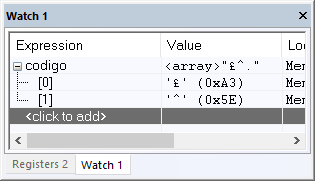 Watch 1
Expression Value Lo
codigo <array>"£^."
[0] '£' (0xA3) Mem
[1] '^' (0x5E) Mem
<click to add>
Registers 2 Watch 1